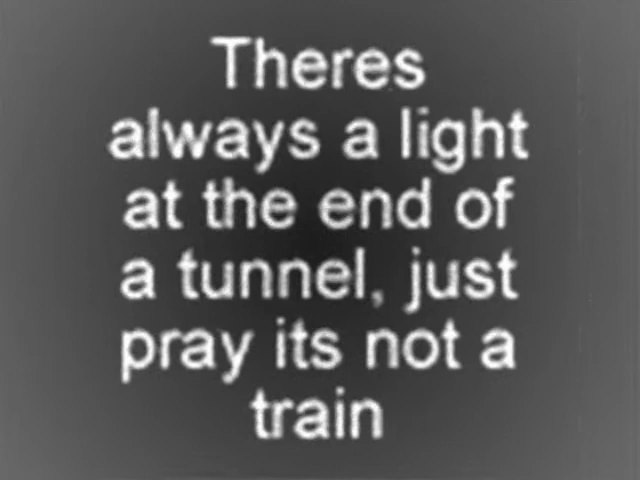 Theres
always a light
at the end of
a tunnel, just
pray its not a
train